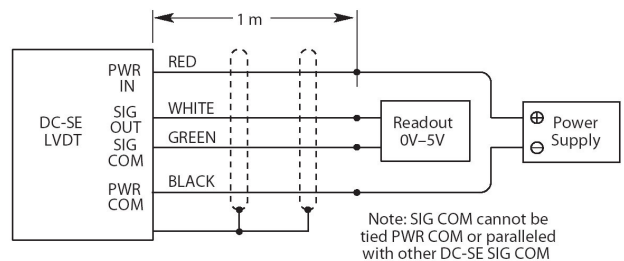 1 m
RED
PWR
IN
WHITE
SIG
OUT
DC-SE
LVDT
GREEN
SIG
COM
BLACK
PWR
COM
Readout
0V–5V
⊕ Power
⊖ Supply
Note: SIG COM cannot be
tied PWR COM or paralleled
with other DC-SE SIG COM